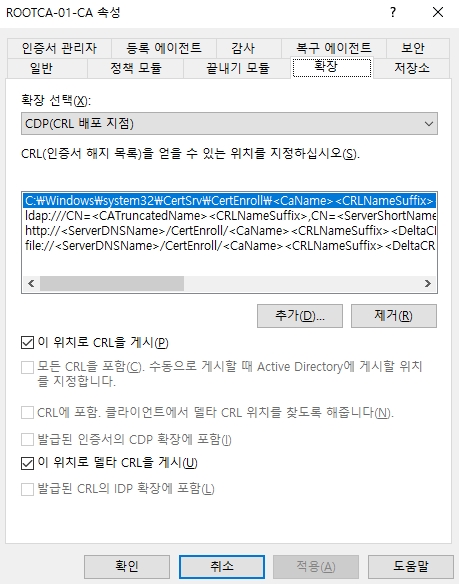 ROOTCA-01-CA 속성
인증서 관리자 등록 에이전트 감사 복구 에이전트 보안
일반 정책 모듈 끝내기 모듈 확장 저장소
확장 선택(X):
CDP(CRL 배포 지점)
CRL(인증서 해지 목록)을 얻을 수 있는 위치를 지정하십시오(S).
C:₩Windows₩system32₩CertSrv₩CertEnroll₩<CaName><CRLNameSuffix>
ldap:///CN=<CATruncatedName><CRLNameSuffix>,CN=<ServerShortName
http://<ServerDNSName>/CertEnroll/<CaName><CRLNameSuffix><DeltaCl
file://<ServerDNSName>/CertEnroll/<CaName><CRLNameSuffix><DeltaCR
추가(D)... 제거(R)
이 위치로 CRL을 게시(P)
모든 CRL을 포함(C). 수동으로 게시할 때 Active Directory에 게시할 위치
를 지정합니다.
CRL에 포함. 클라이언트에서 델타 CRL 위치를 찾도록 해줍니다(N).
발급된 인증서의 CDP 확장에 포함(I)
이 위치로 델타 CRL을 게시(U)
발급된 CRL의 IDP 확장에 포함(L)
확인 취소 적용(A) 도움말